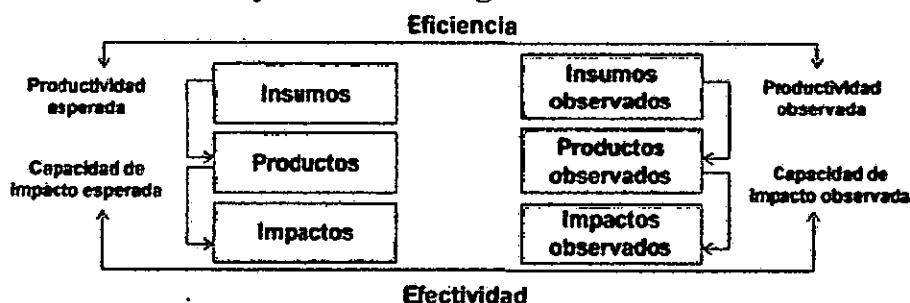 Eficiencia
Productividad
esperada
Insumos
Insumos
observados
Productividad
observada
Capacidad de
impacto esperada
Productos
Productos
observados
Capacidad de
impacto observada
Impactos
Impactos
observados
Efectividad